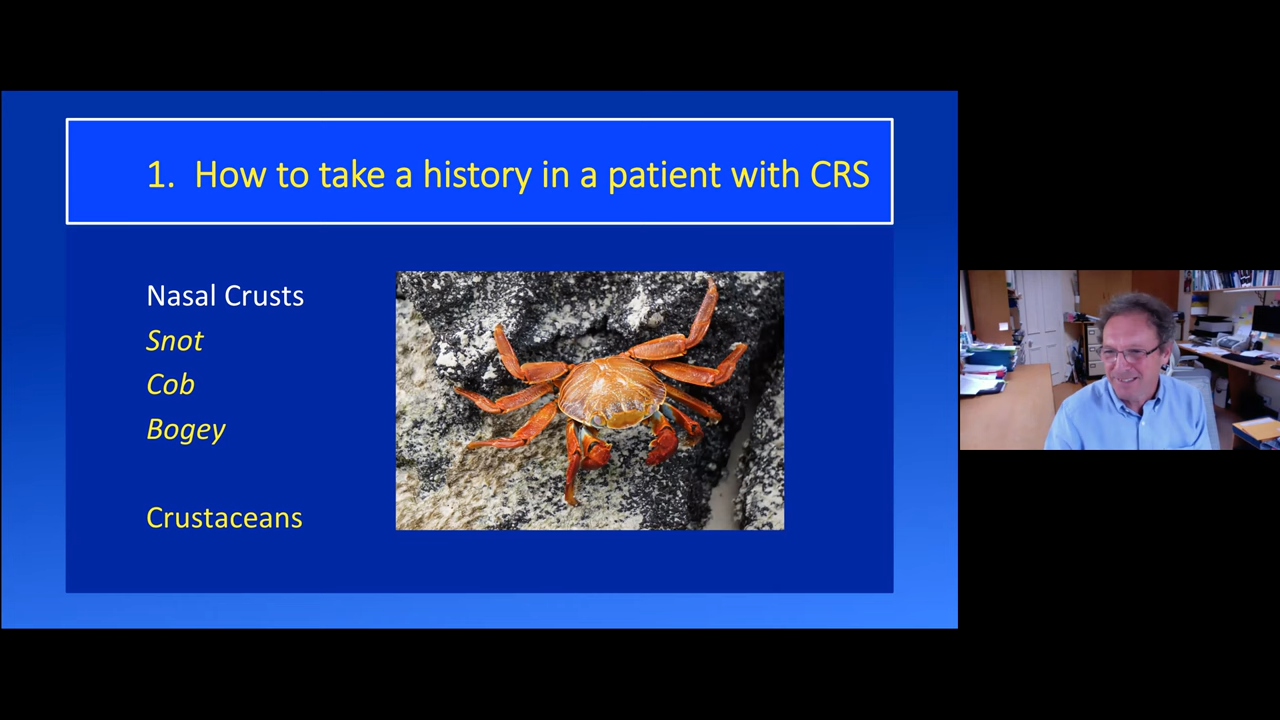 1. How to take a history in a patient with CRS
Nasal Crusts
Snot
Cob
Bogey
Crustaceans